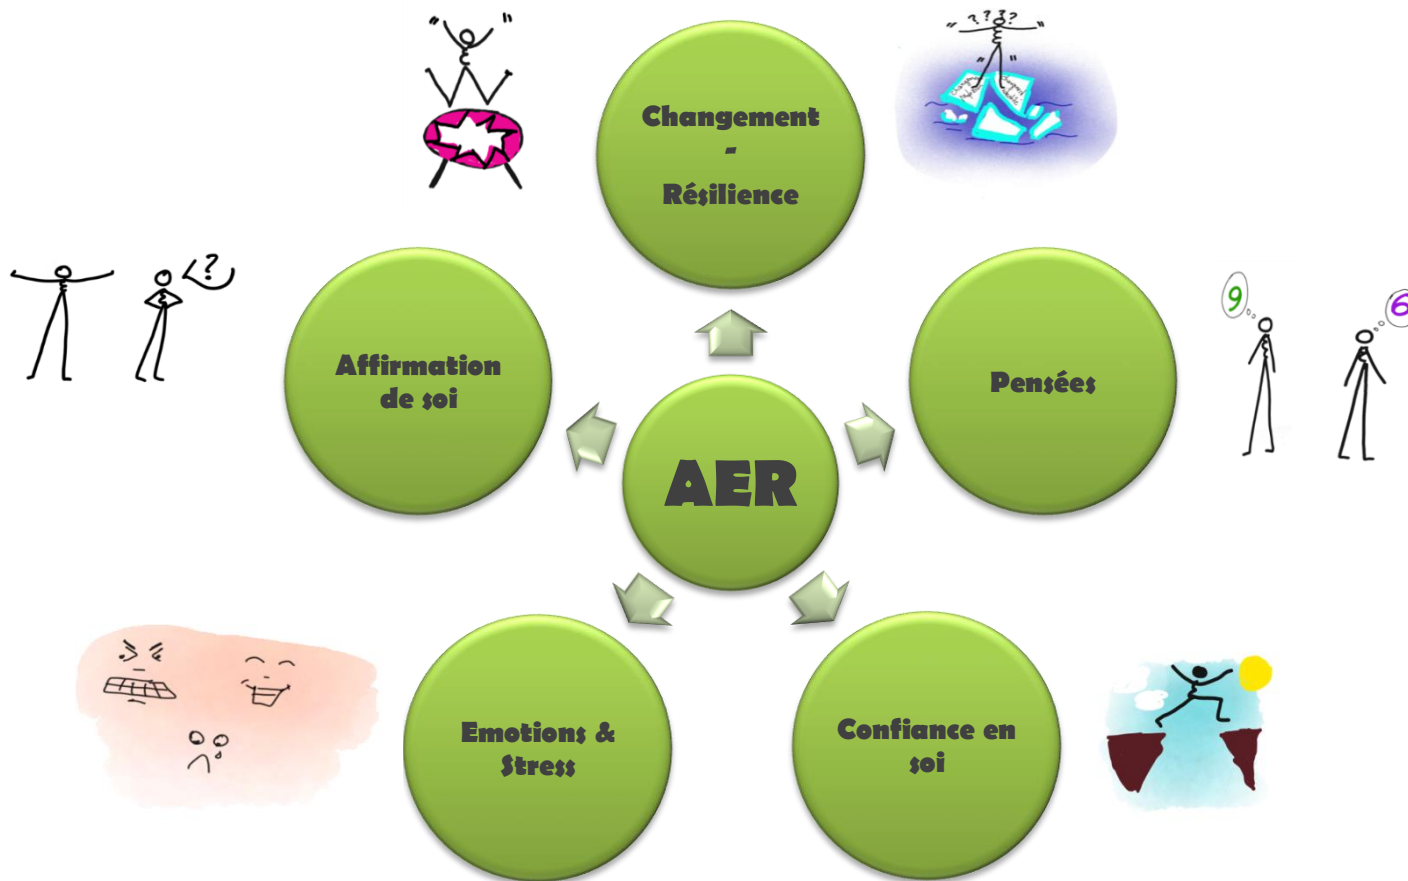 ????
Changement
-
Résilience
?
Affirmation
de soi
9
6
Pensées
AER
Emotions &
Stress
Confiance en
soi